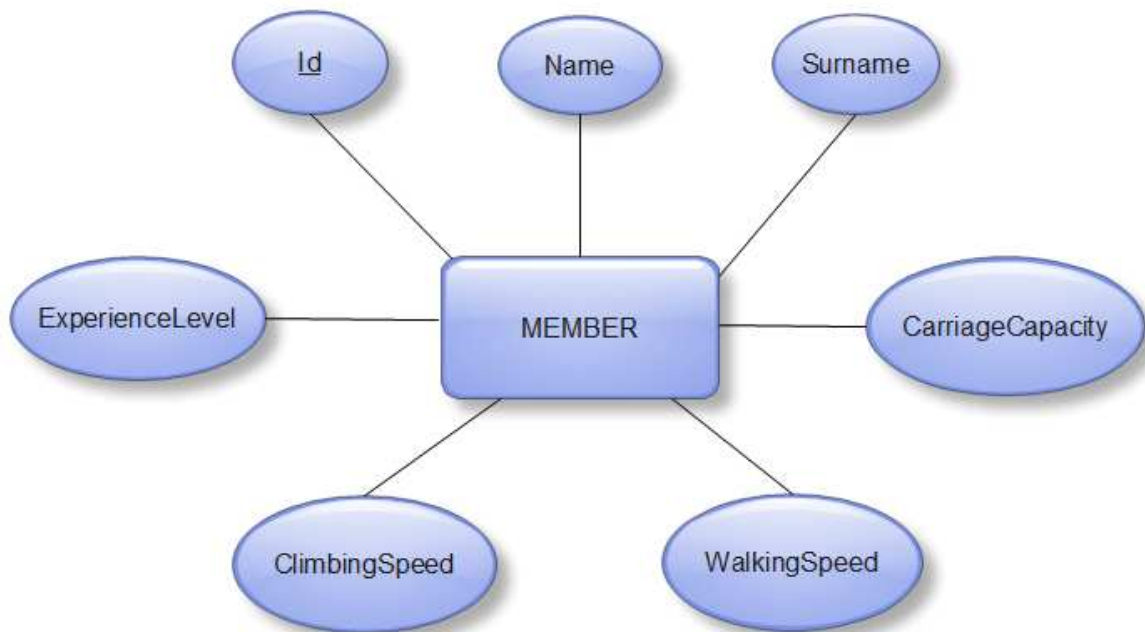 Id
Name
Surname
ExperienceLevel
MEMBER
CarriageCapacity
ClimbingSpeed
WalkingSpeed